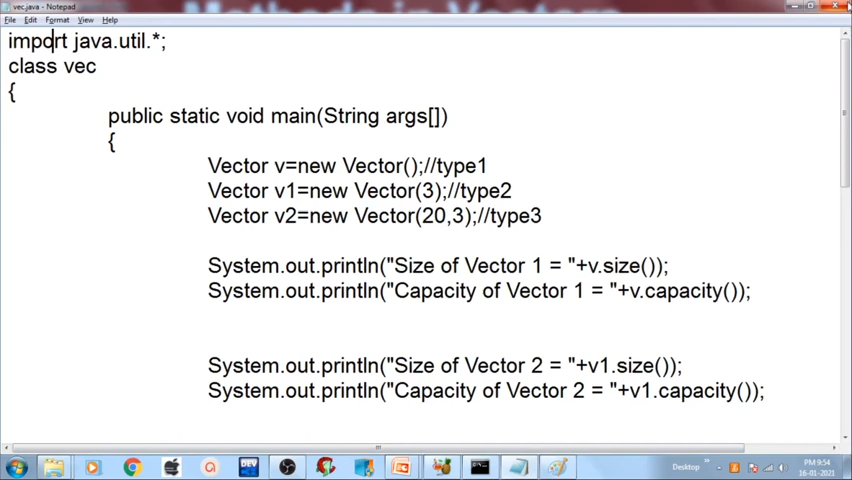 vec.java - Notepad
File Edit Format View Help
import java.util.*;
class vec
{
public static void main(String args[])
{
Vector v=new Vector();//type1
Vector v1=new Vector(3);//type2
Vector v2=new Vector(20,3);//type3
System.out.println("Size of Vector 1 = "+v.size());
System.out.println("Capacity of Vector 1 = "+v.capacity());
System.out.println("Size of Vector 2 = "+v1.size());
System.out.println("Capacity of Vector 2 = "+v1.capacity());
DEV
Desktop
PM 9:54
16-01-2021